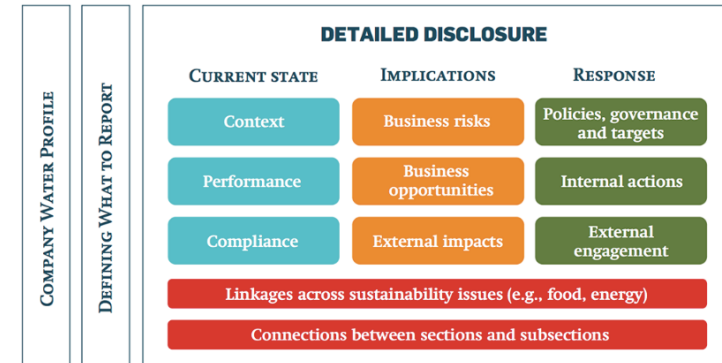 COMPANY WATER PROFILE
DEFINING WHAT TO REPORT
DETAILED DISCLOSURE
CURRENT STATE
IMPLICATIONS
RESPONSE
Context
Business risks
Policies, governance
and targets
Performance
Business
opportunities
Internal actions
Compliance
External impacts
External
engagement
Linkages across sustainability issues (e.g., food, energy)
Connections between sections and subsections